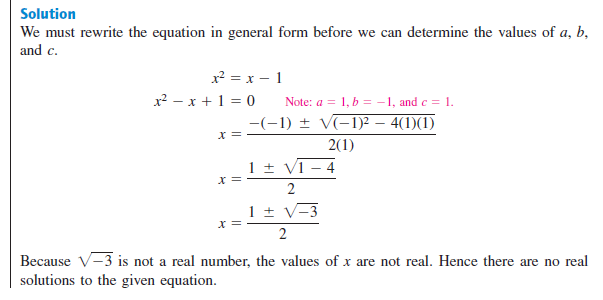 Solution
We must rewrite the equation in general form before we can determine the values of a, b,
and c.
x² = x − 1
x² − x + 1 = 0 Note: a = 1, b = −1, and c = 1.
x = (−(−1) ± √((−1)² − 4(1)(1))) / (2(1))
x = (1 ± √(1 − 4)) / 2
x = (1 ± √(−3)) / 2
Because √−3 is not a real number, the values of x are not real. Hence there are no real
solutions to the given equation.